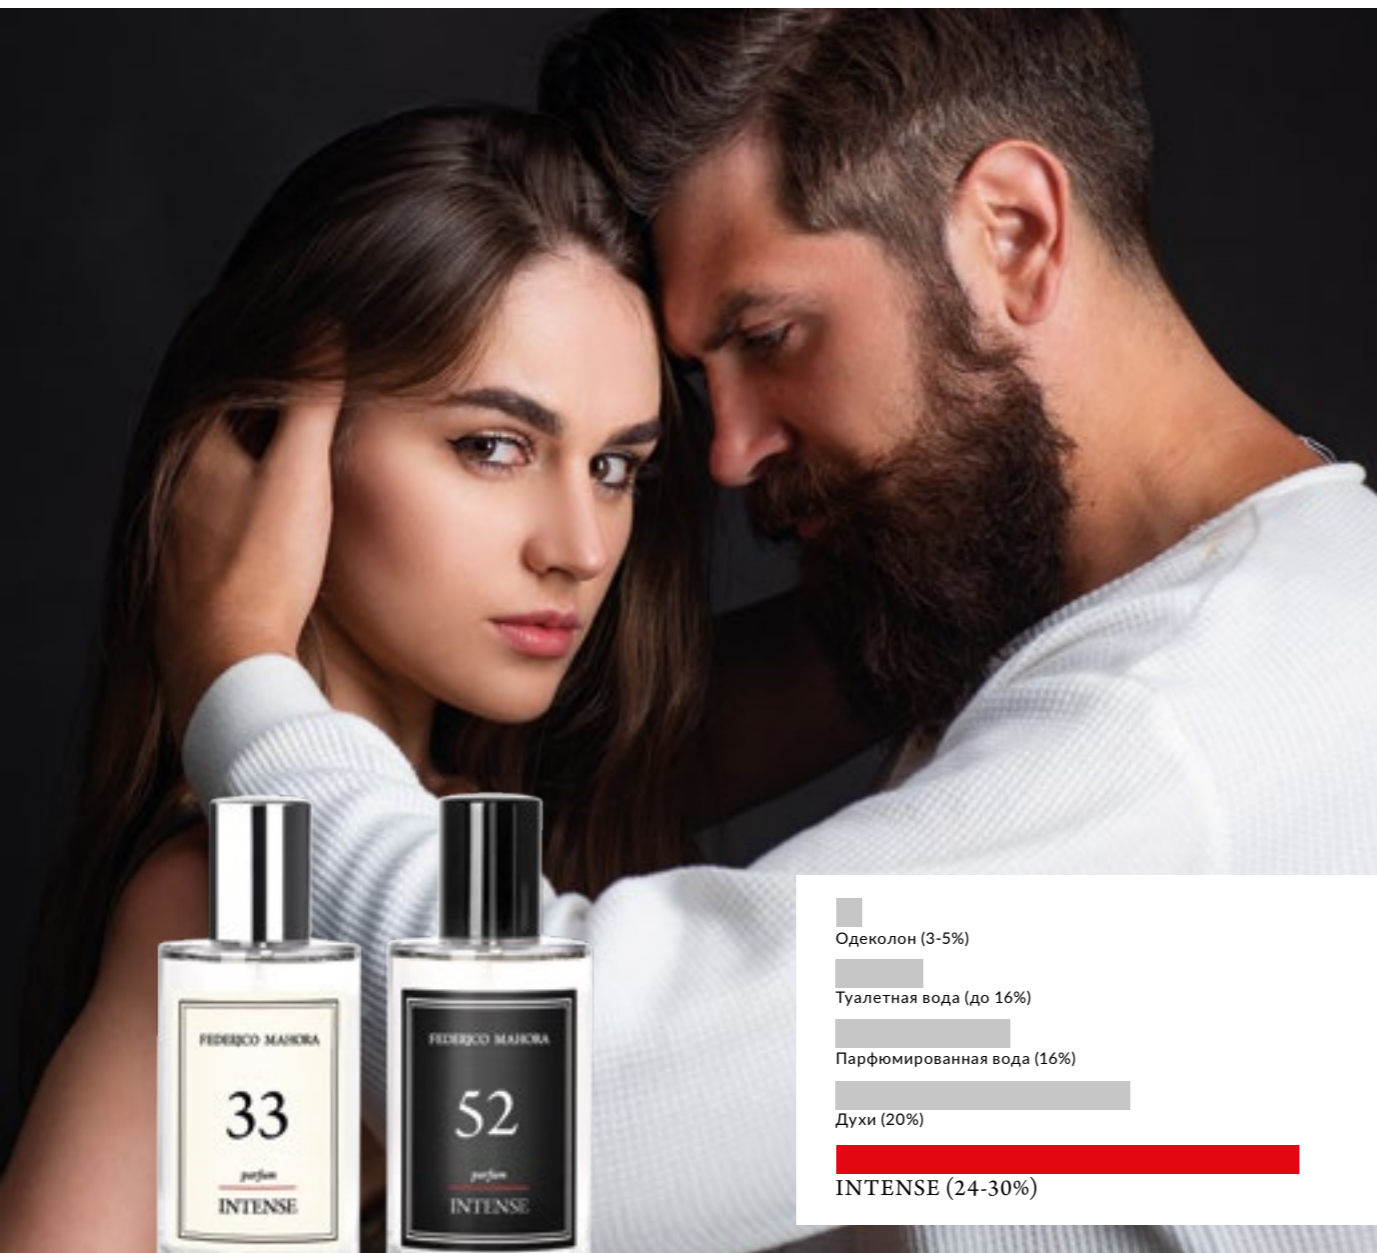 FEDERICO MAHORA
33
parfum
INTENSE
FEDERICO MAHORA
52
parfum
INTENSE
Одеколон (3-5%)
Туалетная вода (до 16%)
Парфюмированная вода (16%)
Духи (20%)
INTENSE (24-30%)